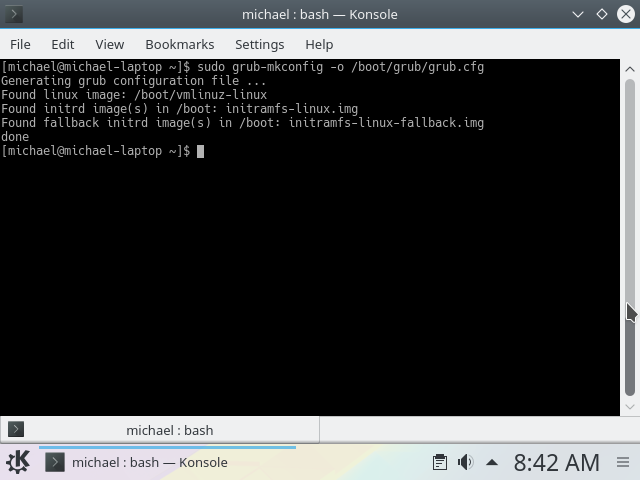 michael : bash — Konsole
File Edit View Bookmarks Settings Help
[michael@michael-laptop ~]$ sudo grub-mkconfig -o /boot/grub/grub.cfg
Generating grub configuration file ...
Found linux image: /boot/vmlinuz-linux
Found initrd image(s) in /boot: initramfs-linux.img
Found fallback initrd image(s) in /boot: initramfs-linux-fallback.img
done
[michael@michael-laptop ~]$
michael : bash
michael : bash — Konsole
8:42 AM